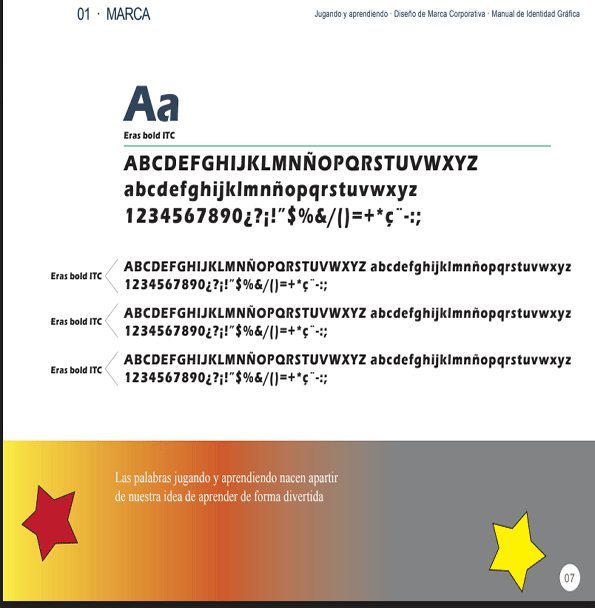 01 · MARCA
Jugando y aprendiendo · Diseño de Marca Corporativa · Manual de Identidad Gráfica
Aa
Eras bold ITC
ABCDEFGHIJKLMNÑOPQRSTUVWXYZ
abcdefghijklmnñopqrstuvwxyz
1234567890¿?¡!"$%&/()=+*ç¨-:;
Eras bold ITC
ABCDEFGHIJKLMNÑOPQRSTUVWXYZ abcdefghijklmnñopqrstuvwxyz
1234567890¿?¡!"$%&/()=+*ç¨-:;
Eras bold ITC
ABCDEFGHIJKLMNÑOPQRSTUVWXYZ abcdefghijklmnñopqrstuvwxyz
1234567890¿?¡!"$%&/()=+*ç¨-:;
Eras bold ITC
ABCDEFGHIJKLMNÑOPQRSTUVWXYZ abcdefghijklmnñopqrstuvwxyz
1234567890¿?¡!"$%&/()=+*ç¨-:;
Las palabras jugando y aprendiendo nacen apartir
de nuestra idea de aprender de forma divertida
07